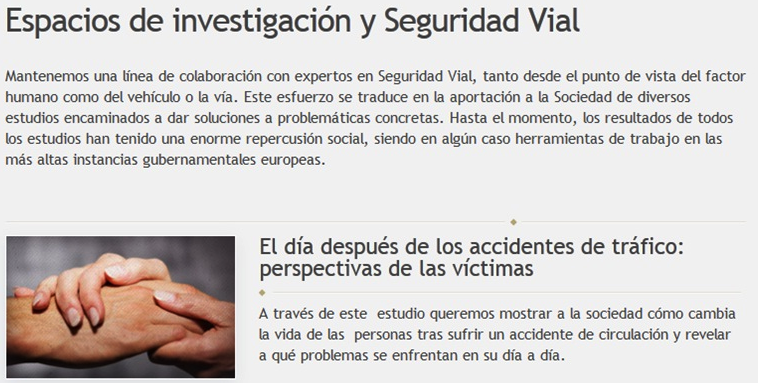 Espacios de investigación y Seguridad Vial
Mantenemos una línea de colaboración con expertos en Seguridad Vial, tanto desde el punto de vista del factor
humano como del vehículo o la vía. Este esfuerzo se traduce en la aportación a la Sociedad de diversos
estudios encaminados a dar soluciones a problemáticas concretas. Hasta el momento, los resultados de todos
los estudios han tenido una enorme repercusión social, siendo en algún caso herramientas de trabajo en las
más altas instancias gubernamentales europeas.
El día después de los accidentes de tráfico:
perspectivas de las víctimas
A través de este  estudio queremos mostrar a la sociedad cómo cambia
la vida de las  personas tras sufrir un accidente de circulación y revelar
a qué problemas se enfrentan en su día a día.